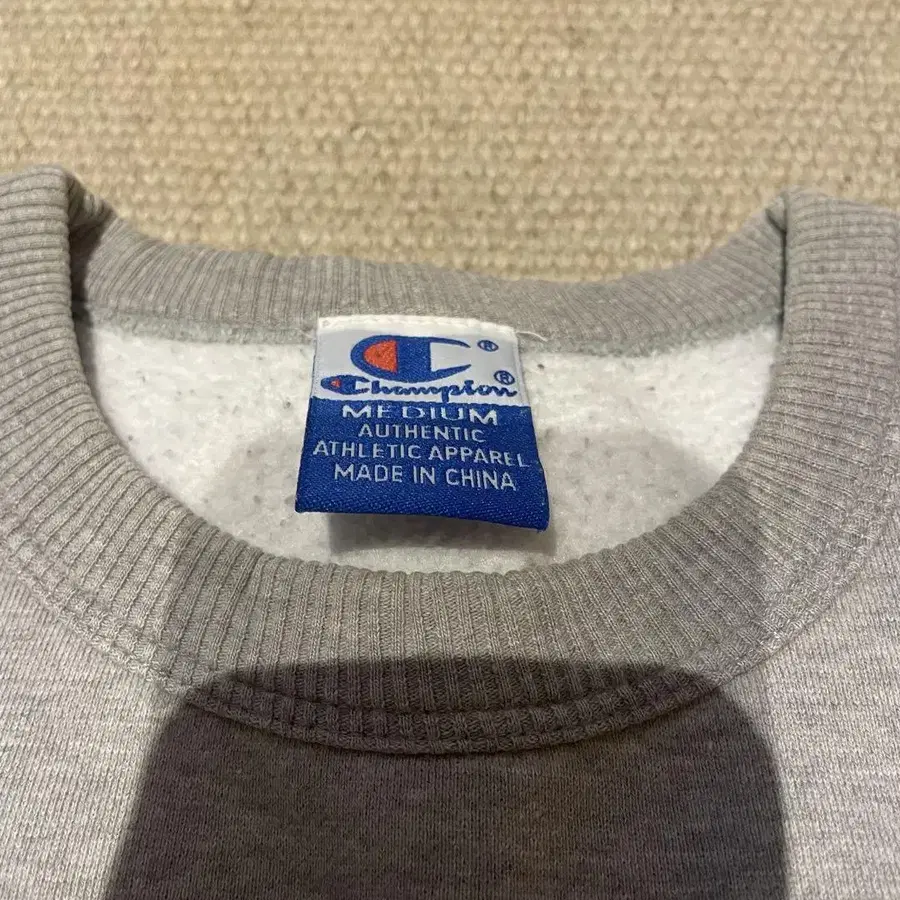 ®
Champion®
MEDIUM
AUTHENTIC
ATHLETIC APPAREL
MADE IN CHINA